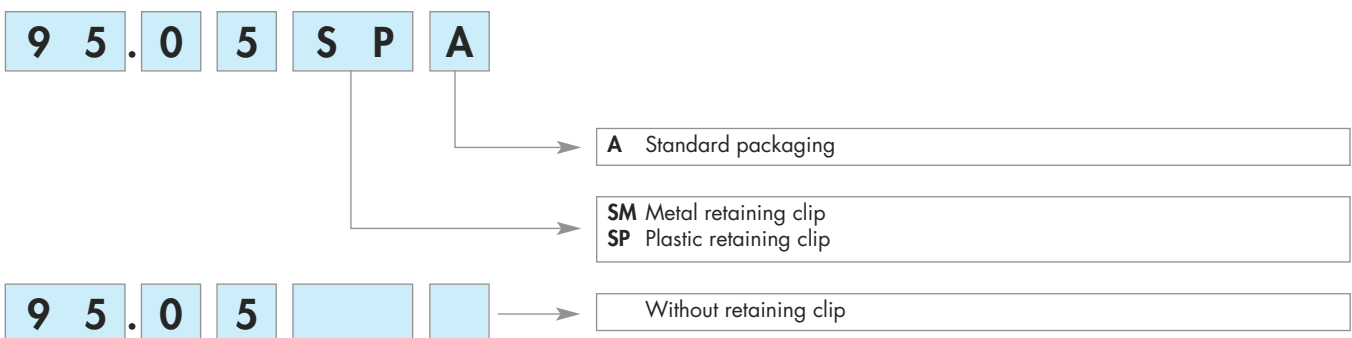 9 5.0 5 S P A
A Standard packaging
SM Metal retaining clip
SP Plastic retaining clip
9 5.0 5
Without retaining clip